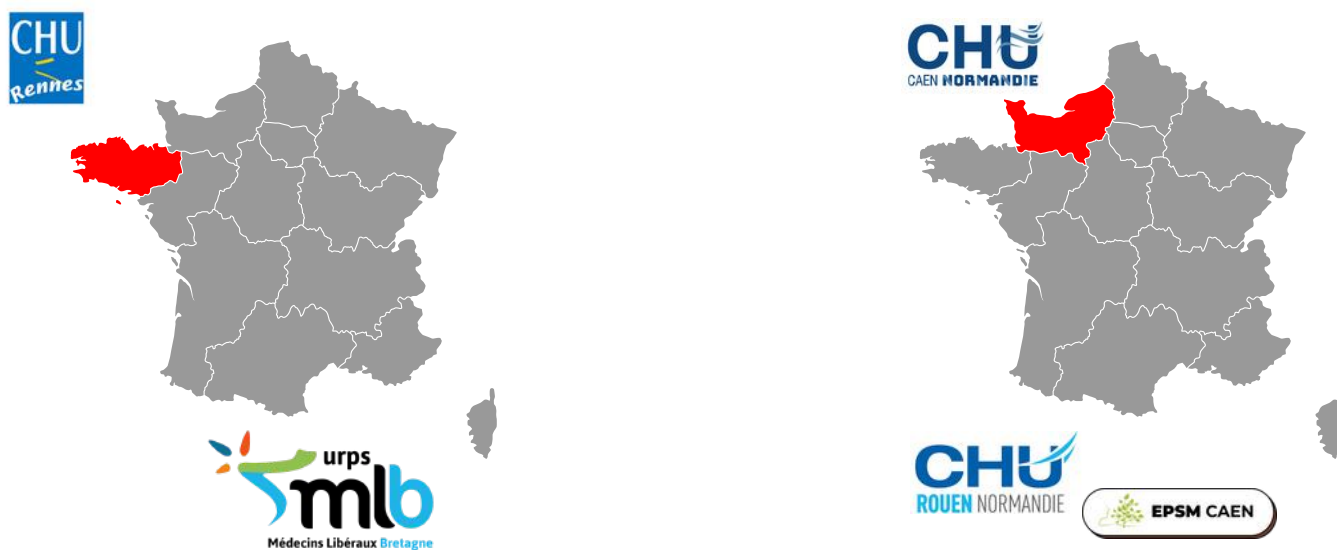 CHU
Rennes
CHU
CAEN NORMANDIE
urps
mlb
Médecins Libéraux Bretagne
CHU
ROUEN NORMANDIE
EPSM CAEN